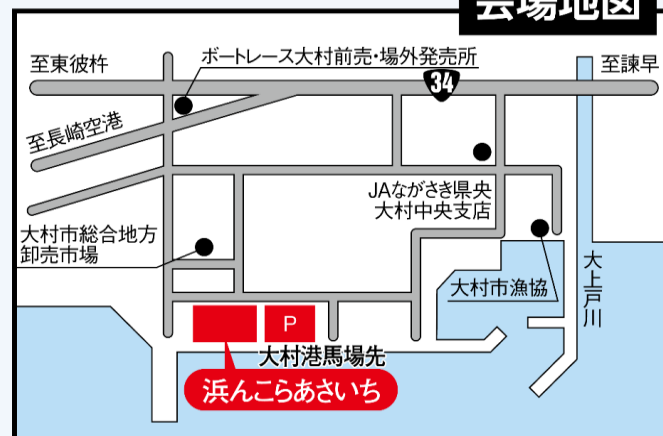 会場地図
ボートレース大村前売・場外発売所
至東彼杵
34
至諫早
至長崎空港
JAながさき県央
大村中央支店
大村市総合地方
卸売市場
大村市漁協
大上戸川
P
大村港馬場先
浜んこらあさいち